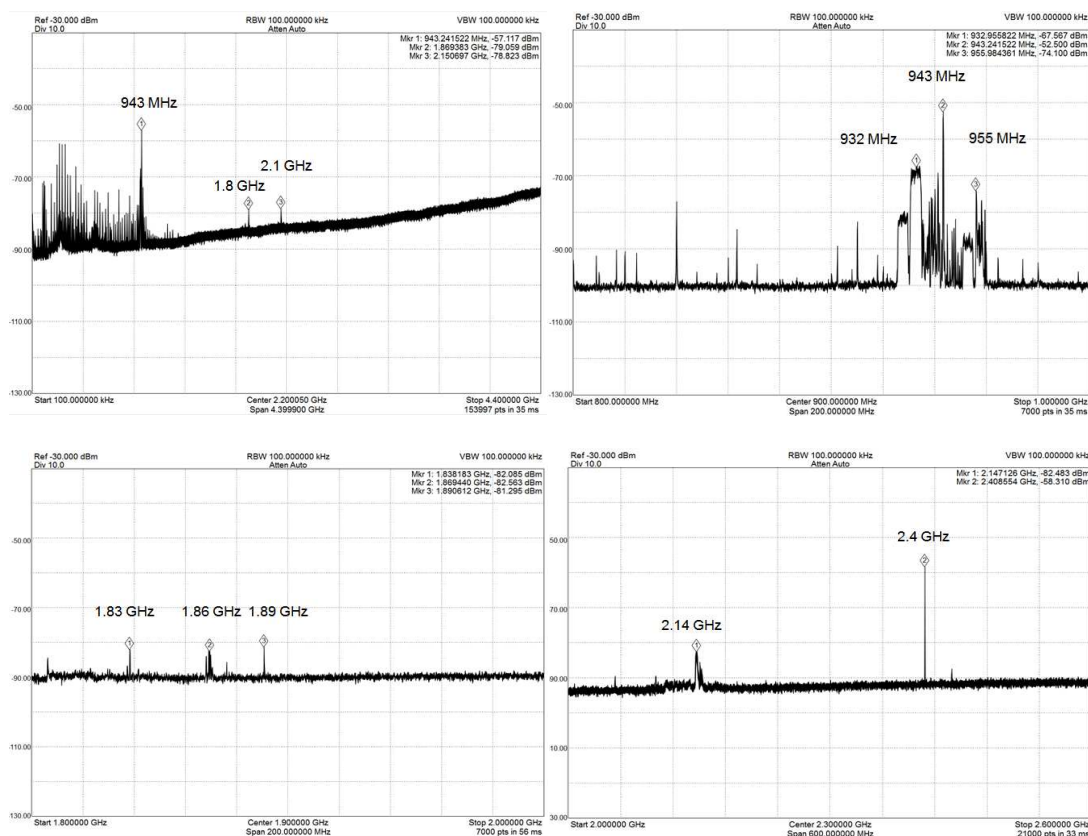 Ref -30.000 dBm
Div 10.0
RBW 100.000000 kHz
Atten Auto
VBW 100.000000 kHz
Mkr 1: 943.241522 MHz, -57.117 dBm
Mkr 2: 1.869383 GHz, -79.059 dBm
Mkr 3: 2.150697 GHz, -78.823 dBm
943 MHz
1
1.8 GHz
2
2.1 GHz
3
-50.00
-70.00
-90.00
-110.00
-130.00
Start 100.000000 kHz
Center 2.200050 GHz
Span 4.399900 GHz
Stop 4.400000 GHz
153997 pts in 35 ms
Ref -30.000 dBm
Div 10.0
RBW 100.000000 kHz
Atten Auto
VBW 100.000000 kHz
Mkr 1: 932.955822 MHz, -67.567 dBm
Mkr 2: 943.241522 MHz, -52.500 dBm
Mkr 3: 955.984361 MHz, -74.100 dBm
943 MHz
2
932 MHz
1
955 MHz
3
-50.00
-70.00
-90.00
-110.00
-130.00
Start 800.000000 MHz
Center 900.000000 MHz
Span 200.000000 MHz
Stop 1.000000 GHz
7000 pts in 35 ms
Ref -30.000 dBm
Div 10.0
RBW 100.000000 kHz
Atten Auto
VBW 100.000000 kHz
Mkr 1: 1.838183 GHz, -82.085 dBm
Mkr 2: 1.869440 GHz, -82.563 dBm
Mkr 3: 1.890612 GHz, -81.295 dBm
1.83 GHz
1
1.86 GHz
2
1.89 GHz
3
-50.00
-70.00
-90.00
-110.00
-130.00
Start 1.800000 GHz
Center 1.900000 GHz
Span 200.000000 MHz
Stop 2.000000 GHz
7000 pts in 56 ms
Ref -30.000 dBm
Div 10.0
RBW 100.000000 kHz
Atten Auto
VBW 100.000000 kHz
Mkr 1: 2.147126 GHz, -82.483 dBm
Mkr 2: 2.408554 GHz, -58.310 dBm
2.4 GHz
2
2.14 GHz
1
-50.00
-70.00
-90.00
-110.00
30.00
Start 2.000000 GHz
Center 2.300000 GHz
Span 600.000000 MHz
Stop 2.600000 GHz
21000 pts in 33 ms